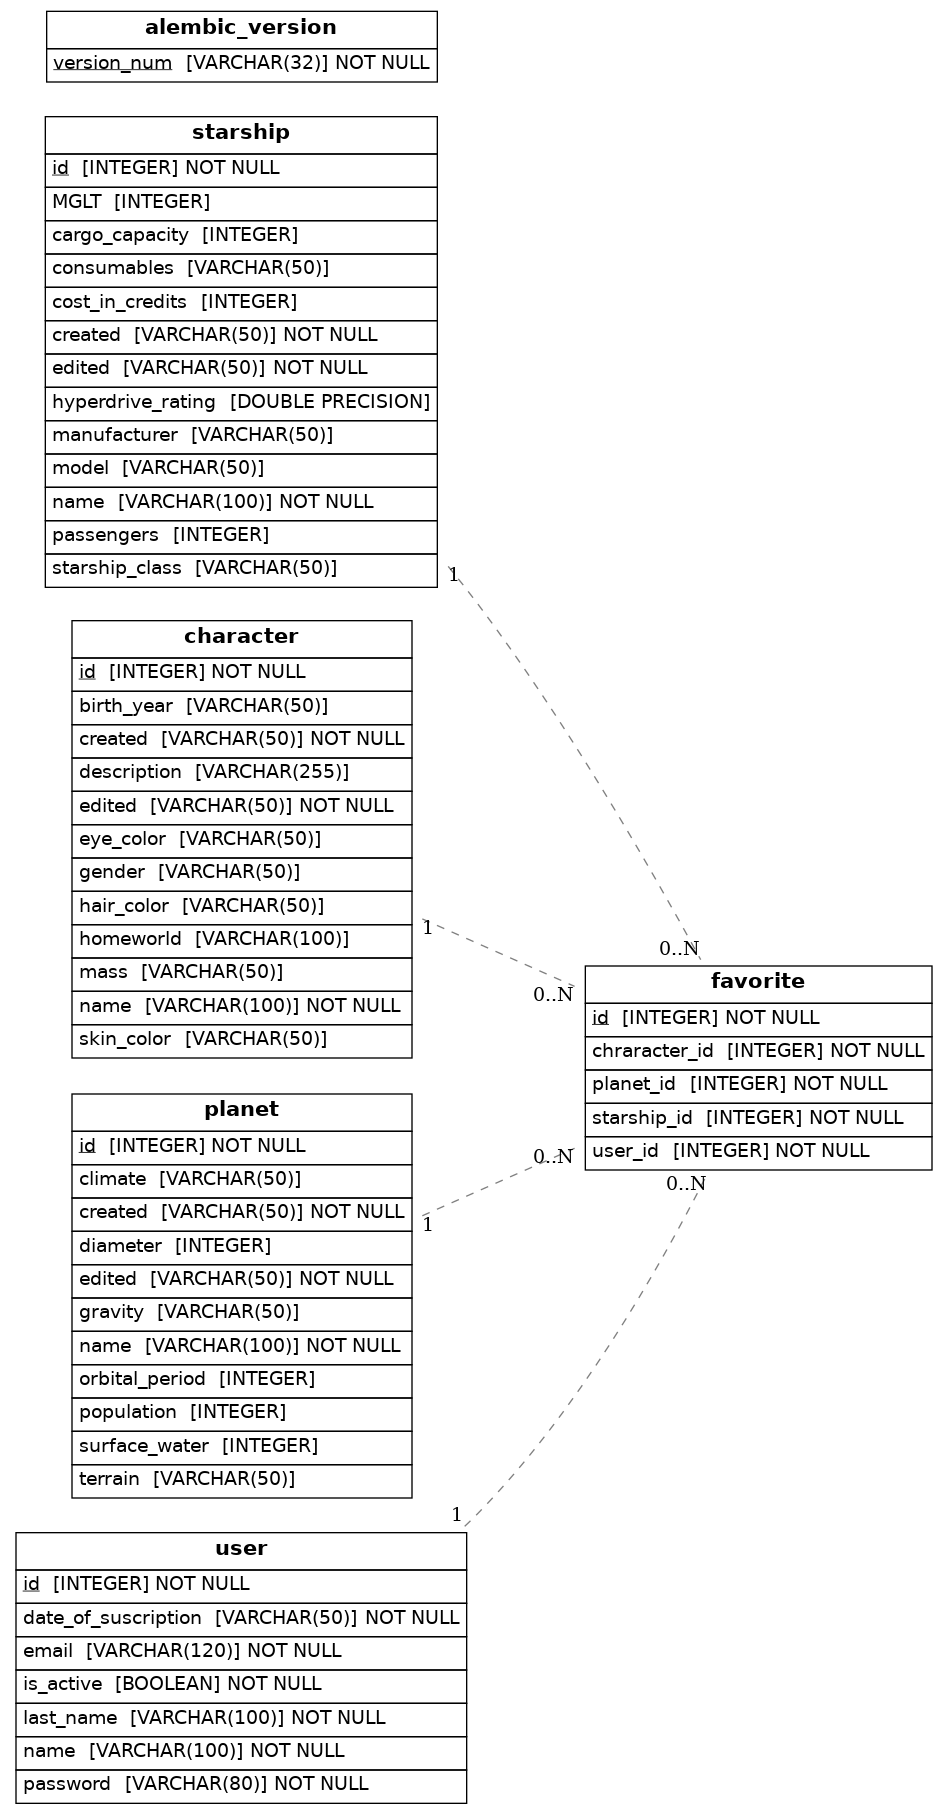 alembic_version
version_num [VARCHAR(32)] NOT NULL
starship
id [INTEGER] NOT NULL
MGLT [INTEGER]
cargo_capacity [INTEGER]
consumables [VARCHAR(50)]
cost_in_credits [INTEGER]
created [VARCHAR(50)] NOT NULL
edited [VARCHAR(50)] NOT NULL
hyperdrive_rating [DOUBLE PRECISION]
manufacturer [VARCHAR(50)]
model [VARCHAR(50)]
name [VARCHAR(100)] NOT NULL
passengers [INTEGER]
starship_class [VARCHAR(50)]
1
character
id [INTEGER] NOT NULL
birth_year [VARCHAR(50)]
created [VARCHAR(50)] NOT NULL
description [VARCHAR(255)]
edited [VARCHAR(50)] NOT NULL
eye_color [VARCHAR(50)]
gender [VARCHAR(50)]
hair_color [VARCHAR(50)]
homeworld [VARCHAR(100)]
mass [VARCHAR(50)]
name [VARCHAR(100)] NOT NULL
skin_color [VARCHAR(50)]
1
0..N
0..N
favorite
id [INTEGER] NOT NULL
chraracter_id [INTEGER] NOT NULL
planet_id [INTEGER] NOT NULL
starship_id [INTEGER] NOT NULL
user_id [INTEGER] NOT NULL
0..N
0..N
planet
id [INTEGER] NOT NULL
climate [VARCHAR(50)]
created [VARCHAR(50)] NOT NULL
diameter [INTEGER]
edited [VARCHAR(50)] NOT NULL
gravity [VARCHAR(50)]
name [VARCHAR(100)] NOT NULL
orbital_period [INTEGER]
population [INTEGER]
surface_water [INTEGER]
terrain [VARCHAR(50)]
1
1
user
id [INTEGER] NOT NULL
date_of_suscription [VARCHAR(50)] NOT NULL
email [VARCHAR(120)] NOT NULL
is_active [BOOLEAN] NOT NULL
last_name [VARCHAR(100)] NOT NULL
name [VARCHAR(100)] NOT NULL
password [VARCHAR(80)] NOT NULL